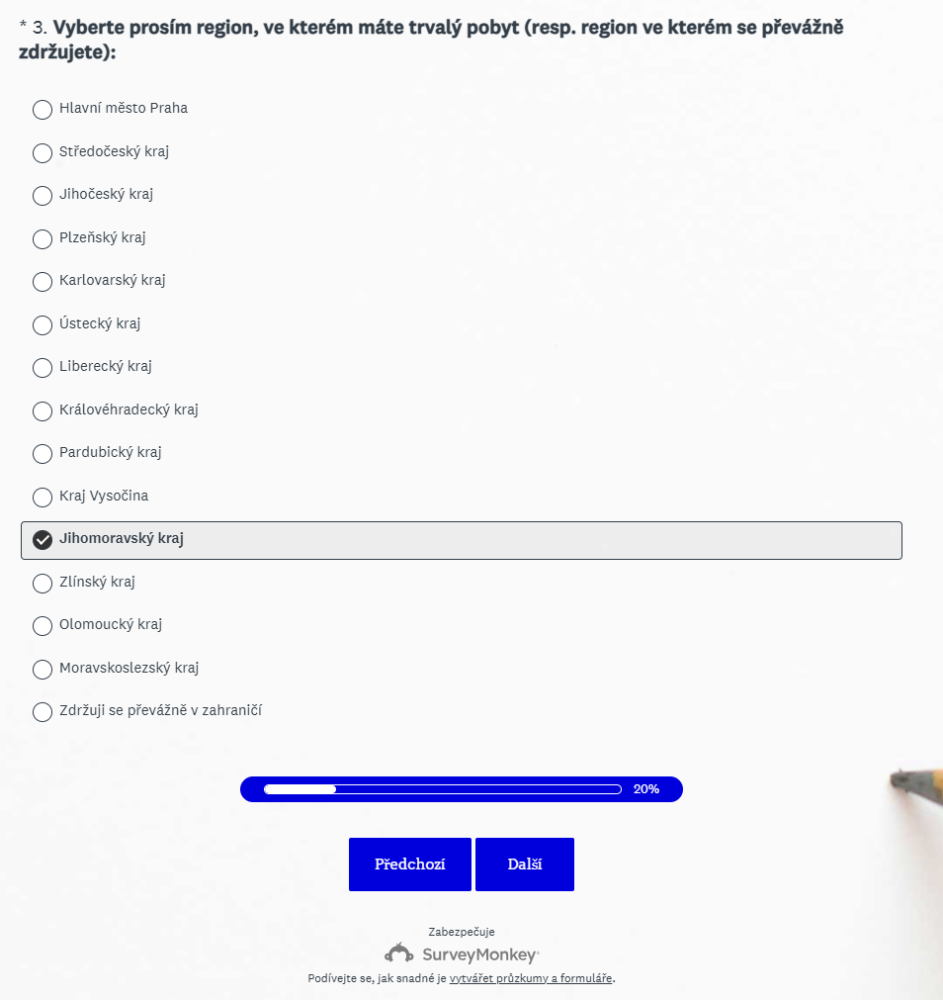 * 3. Vyberte prosím region, ve kterém máte trvalý pobyt (resp. region ve kterém se převážně
zdržujete):
Hlavní město Praha
Středočeský kraj
Jihočeský kraj
Plzeňský kraj
Karlovarský kraj
Ústecký kraj
Liberecký kraj
Královéhradecký kraj
Pardubický kraj
Kraj Vysočina
Jihomoravský kraj
Zlínský kraj
Olomoucký kraj
Moravskoslezský kraj
Zdržuji se převážně v zahraničí
20%
Předchozí
Další
Zabezpečuje
SurveyMonkey
Podívejte se, jak snadné je vytvářet průzkumy a formuláře.